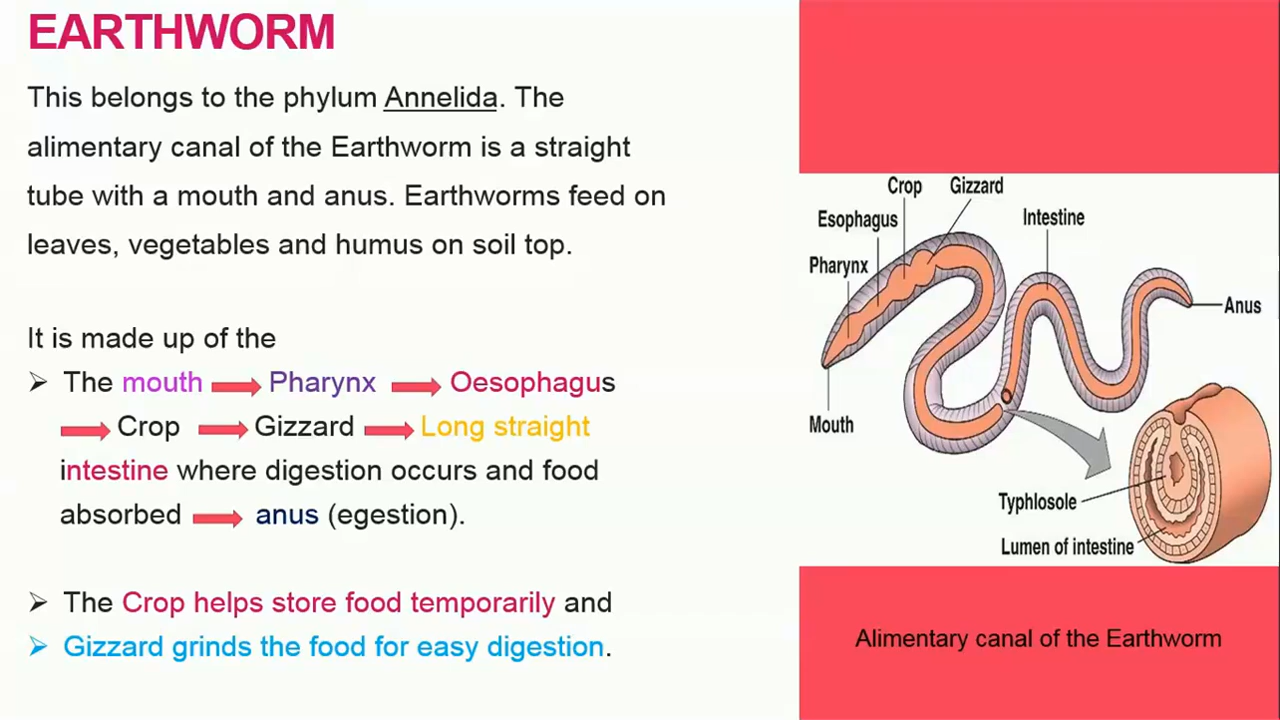 EARTHWORM
This belongs to the phylum Annelida. The
alimentary canal of the Earthworm is a straight
tube with a mouth and anus. Earthworms feed on
leaves, vegetables and humus on soil top.
It is made up of the
➢ The mouth → Pharynx → Oesophagus
→ Crop → Gizzard → Long straight
intestine where digestion occurs and food
absorbed → anus (egestion).
➢ The Crop helps store food temporarily and
➢ Gizzard grinds the food for easy digestion.
Crop
Gizzard
Esophagus
Intestine
Pharynx
Anus
Mouth
Typhlosole
Lumen of intestine
Alimentary canal of the Earthworm